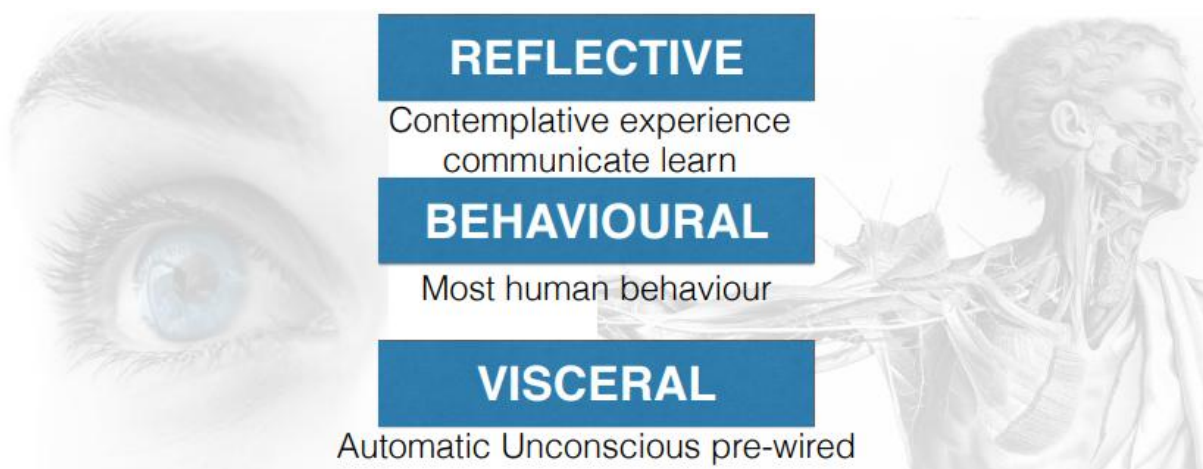 REFLECTIVE
Contemplative experience
communicate learn
BEHAVIOURAL
Most human behaviour
VISCERAL
Automatic Unconscious pre-wired